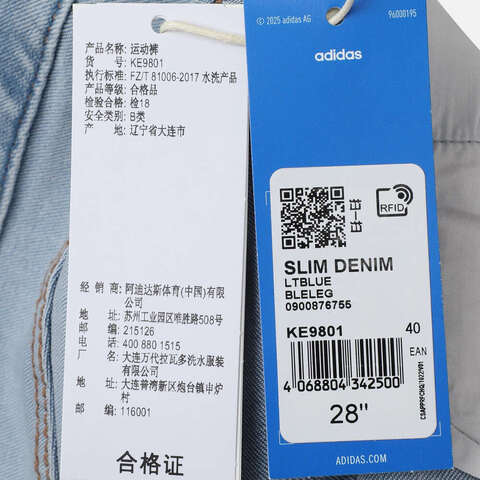 产品名称: 运动裤
货 号: KE9801
执行标准: FZ/T 81006-2017 水洗产品
产品等级: 合格品
检验合格: 检18
安全类别: B类
产 地: 辽宁省大连市
经 销 商: 阿迪达斯体育(中国)有限
公司
地 址: 苏州工业园区唯胜路508号
邮 编: 215126
电 话: 400 880 1515
厂 名: 大连万代拉瓦多洗水服装
有限公司
地 址: 大连普湾新区炮台镇申炉
村
邮 编: 116001
合格证
© 2025 adidas AG
96000195
adidas
RFID
SLIM DENIM
LTBLUE
BLELEG
0900876755
KE9801 40
EAN
4 068804 342500
28"
ADIDAS.COM